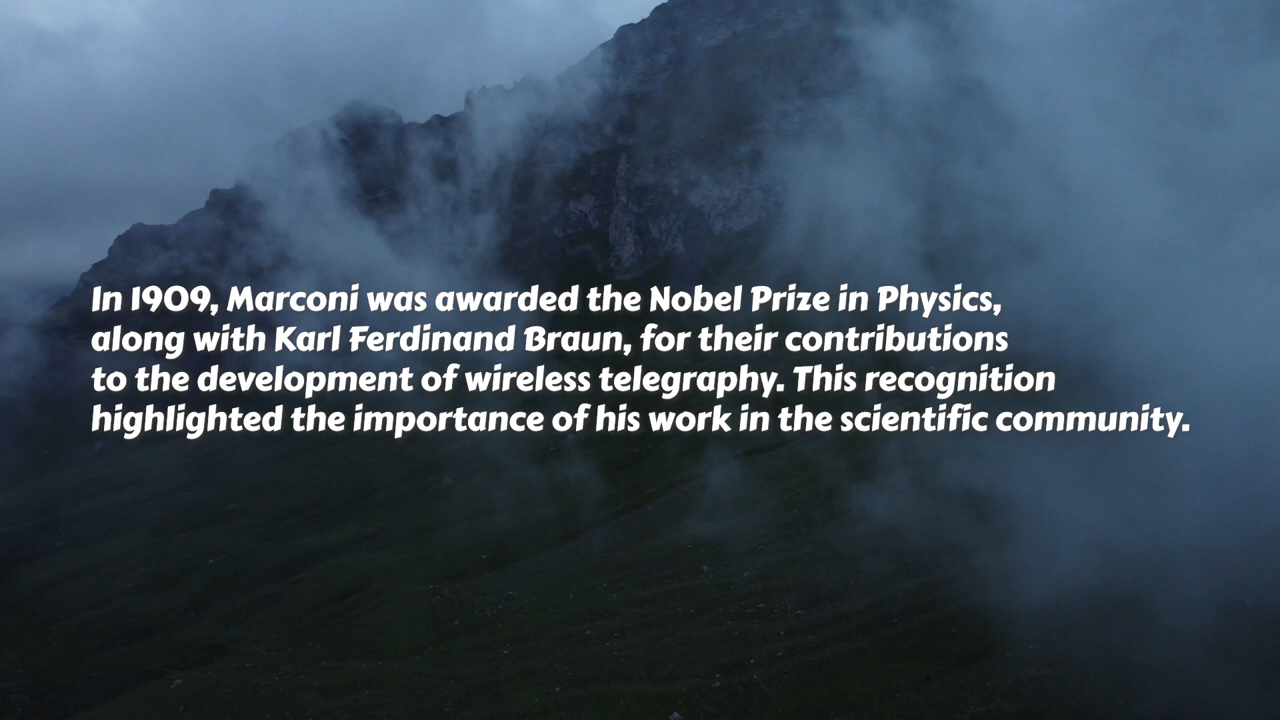 In 1909, Marconi was awarded the Nobel Prize in Physics,
along with Karl Ferdinand Braun, for their contributions
to the development of wireless telegraphy. This recognition
highlighted the importance of his work in the scientific community.